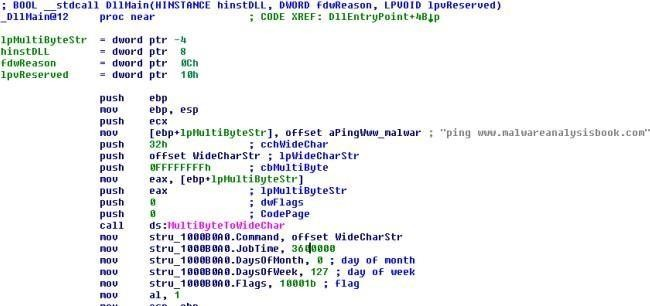 ; BOOL __stdcall DllMain(HINSTANCE hinstDLL, DWORD fdwReason, LPVOID lpvReserved)
_DllMain@12 proc near ; CODE XREF: DllEntryPoint+4B↓p
lpMultiByteStr = dword ptr -4
hinstDLL = dword ptr 8
fdwReason = dword ptr 0Ch
lpvReserved = dword ptr 10h
push ebp
mov ebp, esp
push ecx
mov [ebp+lpMultiByteStr], offset aPingWww_malwar ; "ping www.malwareanalysisbook.com"
push 32h ; cchWideChar
push offset WideCharStr ; lpWideCharStr
push 0FFFFFFFFh ; cbMultiByte
mov eax, [ebp+lpMultiByteStr]
push eax ; lpMultiByteStr
push 0 ; dwFlags
push 0 ; CodePage
call ds:MultiByteToWideChar
mov stru_1000B0A0.Command, offset WideCharStr
mov stru_1000B0A0.JobTime, 3600000
mov stru_1000B0A0.DaysOfMonth, 0 ; day of month
mov stru_1000B0A0.DaysOfWeek, 127 ; day of week
mov stru_1000B0A0.Flags, 10001b ; flag
mov al, 1